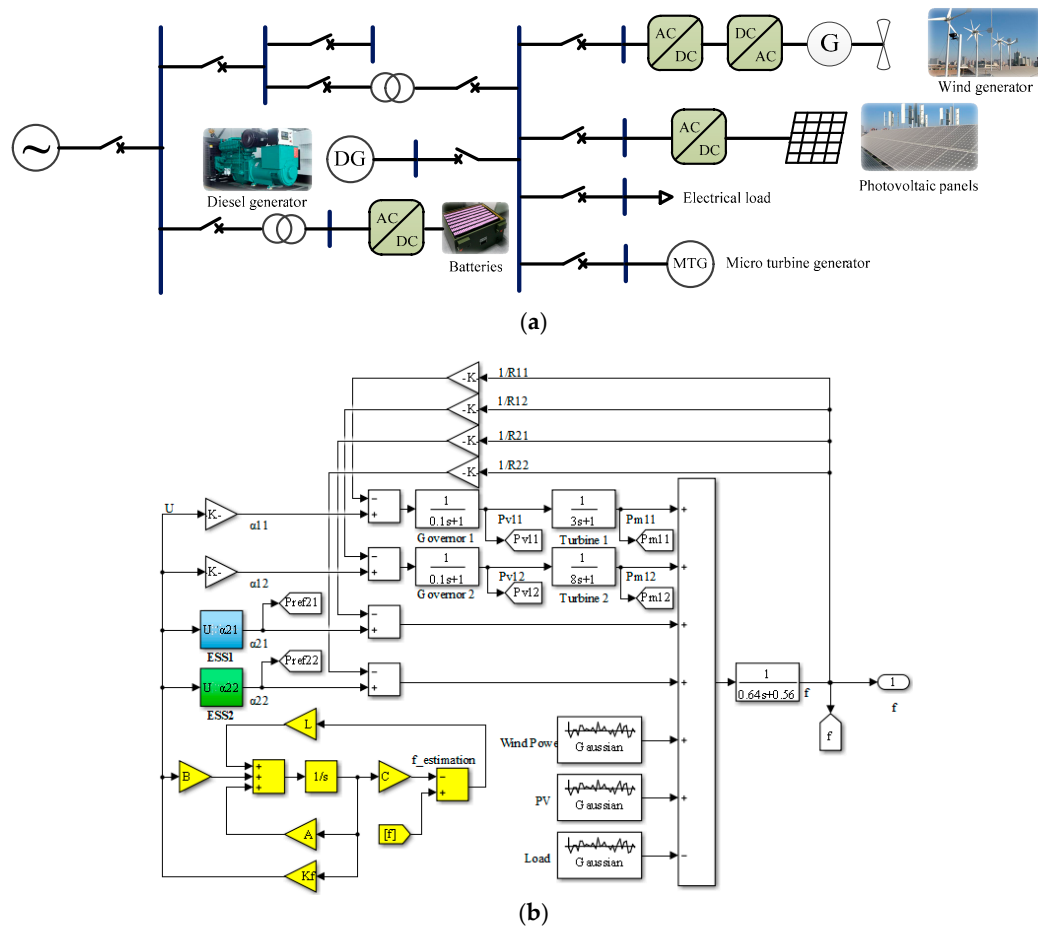 AC
DC
DC
AC
G
Wind generator
~
DG
Diesel generator
AC
DC
Photovoltaic panels
Electrical load
AC
DC
Batteries
MTG
Micro turbine generator
(a)
-K-
1/R11
-K-
1/R12
-K-
1/R21
-K-
1/R22
U
K-
α11
1
0.1s+1
Governor 1
Pv11
Pv11
1
3s+1
Turbine 1
Pm11
Pm11
K-
α12
1
0.1s+1
Governor 2
Pv12
Pv12
1
8s+1
Turbine 2
Pm12
Pm12
Pref21
U α21
α21
ESS1
Pref22
U α22
α22
ESS2
1
0.64s+0.56
f
1
f
f
L
f_estimation
B
1/s
C
A
[f]
Kf
Wind Powe
Gaussian
PV
Gaussian
Load
Gaussian
(b)